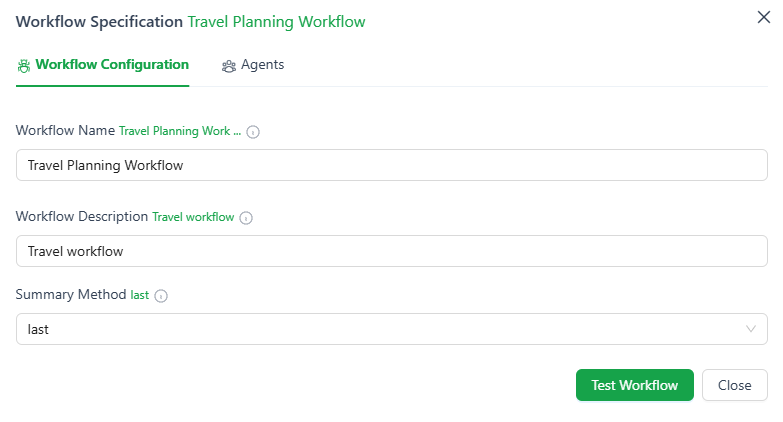 Workflow Specification Travel Planning Workflow
Workflow Configuration Agents
Workflow Name Travel Planning Work ...
Travel Planning Workflow
Workflow Description Travel workflow
Travel workflow
Summary Method last
last
Test Workflow Close